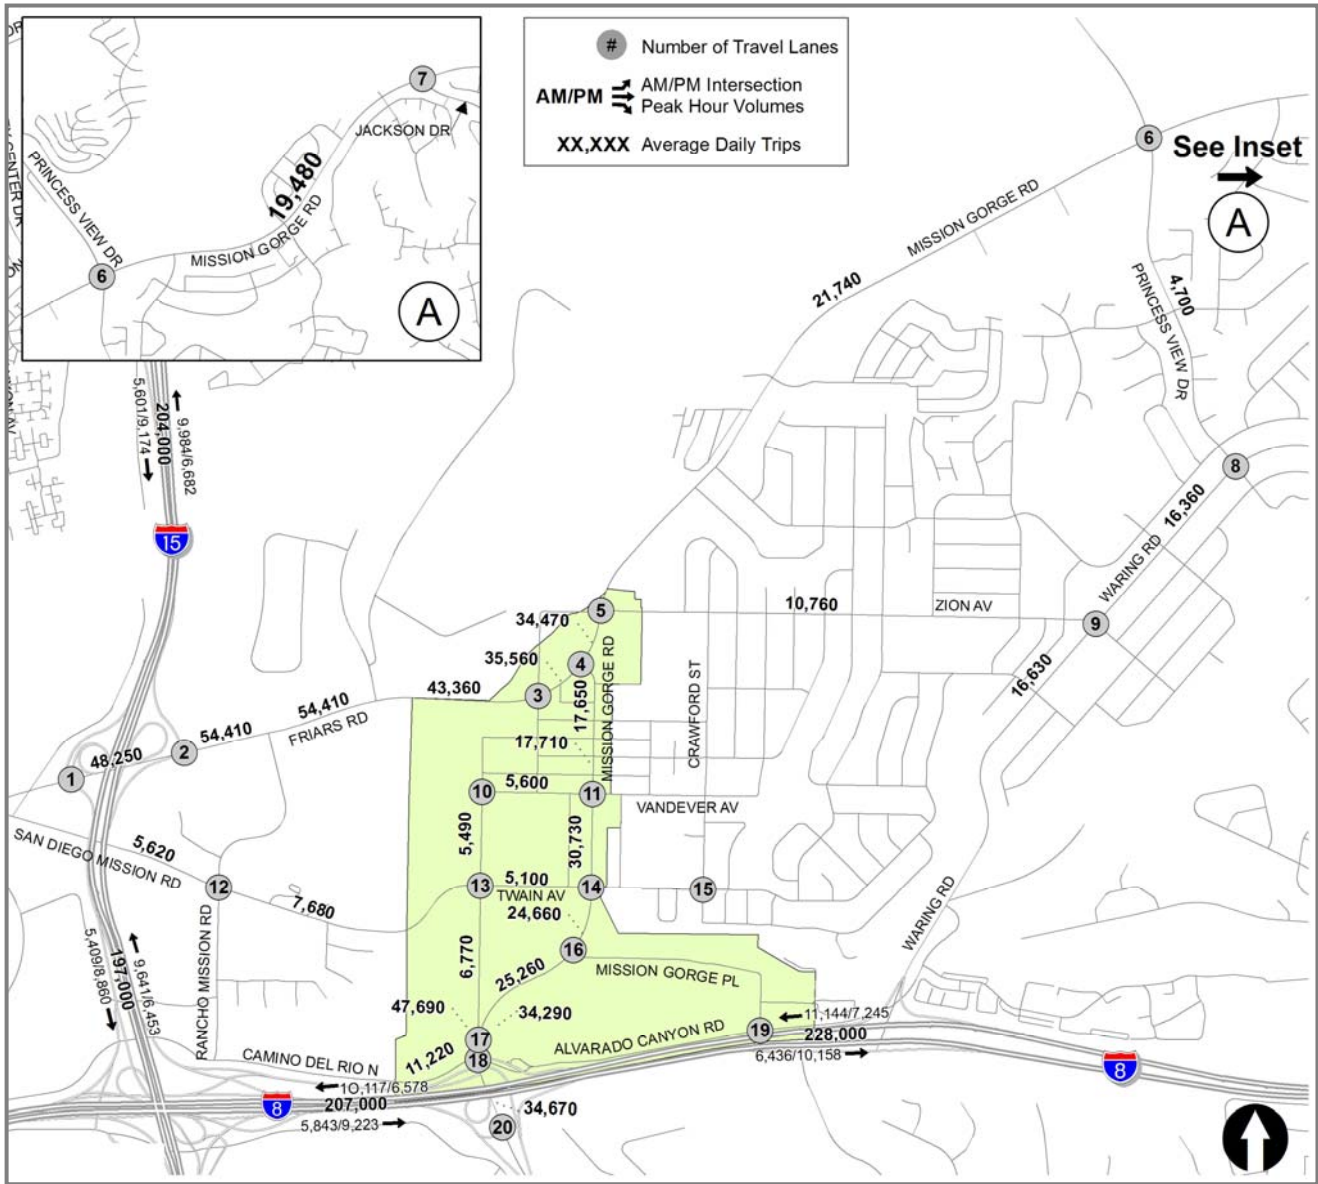 A
7
JACKSON DR
PRINCESS VIEW DR
19,480
MISSION GORGE RD
6
A
# Number of Travel Lanes
AM/PM AM/PM Intersection
Peak Hour Volumes
XX,XXX Average Daily Trips
6
See Inset
A
MISSION GORGE RD
21,740
PRINCESS VIEW DR
4,700
5,601/9,174
204,000
9,984/6,682
15
8
16,360
WARING RD
9
16,630
5
10,760
ZION AV
34,470
4
35,560
MISSION GORGE RD
3
43,360
17,650
CRAWFORD ST
54,410
54,410
FRIARS RD
2
48,250
1
17,710
5,600
10
11
VANDEVER AV
5,490
30,730
SAN DIEGO MISSION RD
5,620
12
7,680
13
5,100
TWAIN AV
14
15
24,660
16
WARING RD
RANCHO MISSION RD
5,409/8,860
197,000
9,641/6,453
6,770
25,260
MISSION GORGE PL
47,690
34,290
17
18
11,220
19
11,144/7,245
228,000
6,436/10,158
ALVARADO CANYON RD
CAMINO DEL RIO N
10,117/6,578
207,000
5,843/9,223
8
8
34,670
20